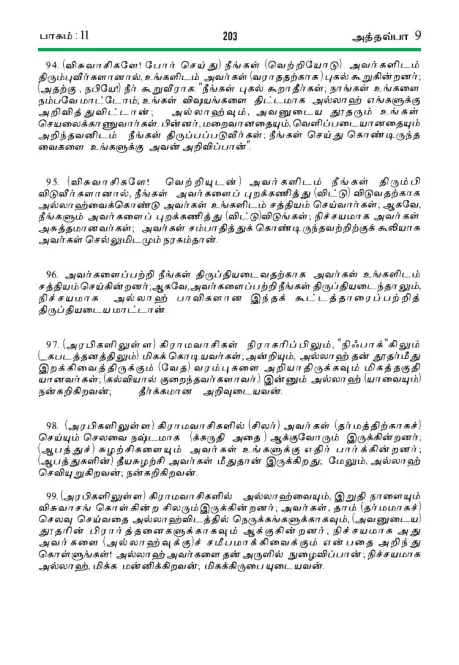 பாகம் : 11 203 அத்தவ்பா 9
94. (விசுவாசிகளே! போர் செய்து) நீங்கள் (வெற்றியோடு) அவர்களிடம்
திரும்புவீர்களானால், உங்களிடம் அவர்கள் (வராததற்காக) புகல் கூறுகின்றனர்;
(அதற்கு, நபியே!) நீர் கூறுவீராக: "நீங்கள் புகல் கூறாதீர்கள்; நாங்கள் உங்களை
நம்பவேமாட்டோம்; உங்கள் விஷயங்களை திட்டமாக அல்லாஹ் எங்களுக்கு
அறிவித்துவிட்டான்; அல்லாஹ்வும், அவனுடைய தூதரும் உங்கள்
செயலைக்காணுவார்கள். பின்னர், மறைவானதையும், வெளிப்படையானதையும்
அறிந்தவனிடம் நீங்கள் திருப்பப்படுவீர்கள்; நீங்கள் செய்து கொண்டிருந்த
வைகளை உங்களுக்கு அவன் அறிவிப்பான்".
95. (விசுவாசிகளே! வெற்றியுடன்) அவர்களிடம் நீங்கள் திரும்பி
விடுவீர்களானால், நீங்கள் அவர்களைப் புறக்கணித்து (விட்டு) விடுவதற்காக
அல்லாஹ்வைக்கொண்டு அவர்கள் உங்களிடம் சத்தியம் செய்வார்கள்; ஆகவே,
நீங்களும் அவர்களைப் புறக்கணித்து (விட்டு)விடுங்கள்; நிச்சயமாக அவர்கள்
அசுத்தமானவர்கள்; அவர்கள் சம்பாதித்துக் கொண்டிருந்தவற்றிற்குக் கூலியாக
அவர்கள் செல்லுமிடமும் நரகம்தான்.
96. அவர்களைப்பற்றி நீங்கள் திருப்தியடைவதற்காக அவர்கள் உங்களிடம்
சத்தியம்செய்கின்றனர்; ஆகவே, அவர்களைப்பற்றி நீங்கள் திருப்தியடைந்தாலும்,
நிச்சயமாக அல்லாஹ் பாவிகளான இந்தக் கூட்டத்தாரைப்பற்றித்
திருப்தியடையமாட்டான்.
97. (அரபிகளிலுள்ள) கிராமவாசிகள் நிராகரிப்பிலும், "நிஃபாக்"கிலும்
(_கபடத்தனத்திலும்) மிகக் கொடியவர்கள்; அன்றியும், அல்லாஹ் தன் தூதர்மீது
இறக்கிவைத்திருக்கும் (வேத) வரம்புகளை அறியாதிருக்கவும் மிகத்தகுதி
யானவர்கள்; (கல்வியால் குறைந்தவர்களாவர்.) இன்னும் அல்லாஹ் (யாவையும்)
நன்கறிகிறவன்; தீர்க்கமான அறிவுடையவன்.
98. (அரபிகளிலுள்ள) கிராமவாசிகளில் (சிலர்) அவர்கள் (தர்மத்திற்காகச்)
செய்யும் செலவை நஷ்டமாக (க்கருதி அதை) ஆக்குவோரும் இருக்கின்றனர்;
(ஆபத்துச்) சுழற்சிகளையும் அவர்கள் உங்களுக்கு எதிர் பார்க்கின்றனர்;
(ஆபத்துகளின்) தீயசுழற்சி அவர்கள் மீதுதான் இருக்கிறது; மேலும், அல்லாஹ்
செவியுறுகிறவன்; நன்கறிகிறவன்.
99. (அரபிகளிலுள்ள) கிராமவாசிகளில் அல்லாஹ்வையும், இறுதி நாளையும்
விசுவாசங் கொள்கின்ற சிலரும்இருக்கின்றனர்; அவர்கள், தாம் (தர்மமாகச்)
செலவு செய்வதை அல்லாஹ்விடத்தில் நெருக்கங்களுக்காகவும், (அவனுடைய)
தூதரின் பிரார்த்தனைகளுக்காகவும் ஆக்குகின்றனர்; நிச்சயமாக அது
அவர்களை (அல்லாஹ்வுக்கு)ச் சமீபமாக்கிவைக்கும் என்பதை அறிந்து
கொள்ளுங்கள்! அல்லாஹ் அவர்களை தன் அருளில் நுழைவிப்பான்; நிச்சயமாக
அல்லாஹ், மிக்க மன்னிக்கிறவன்; மிகக்கிருபையுடையவன்.